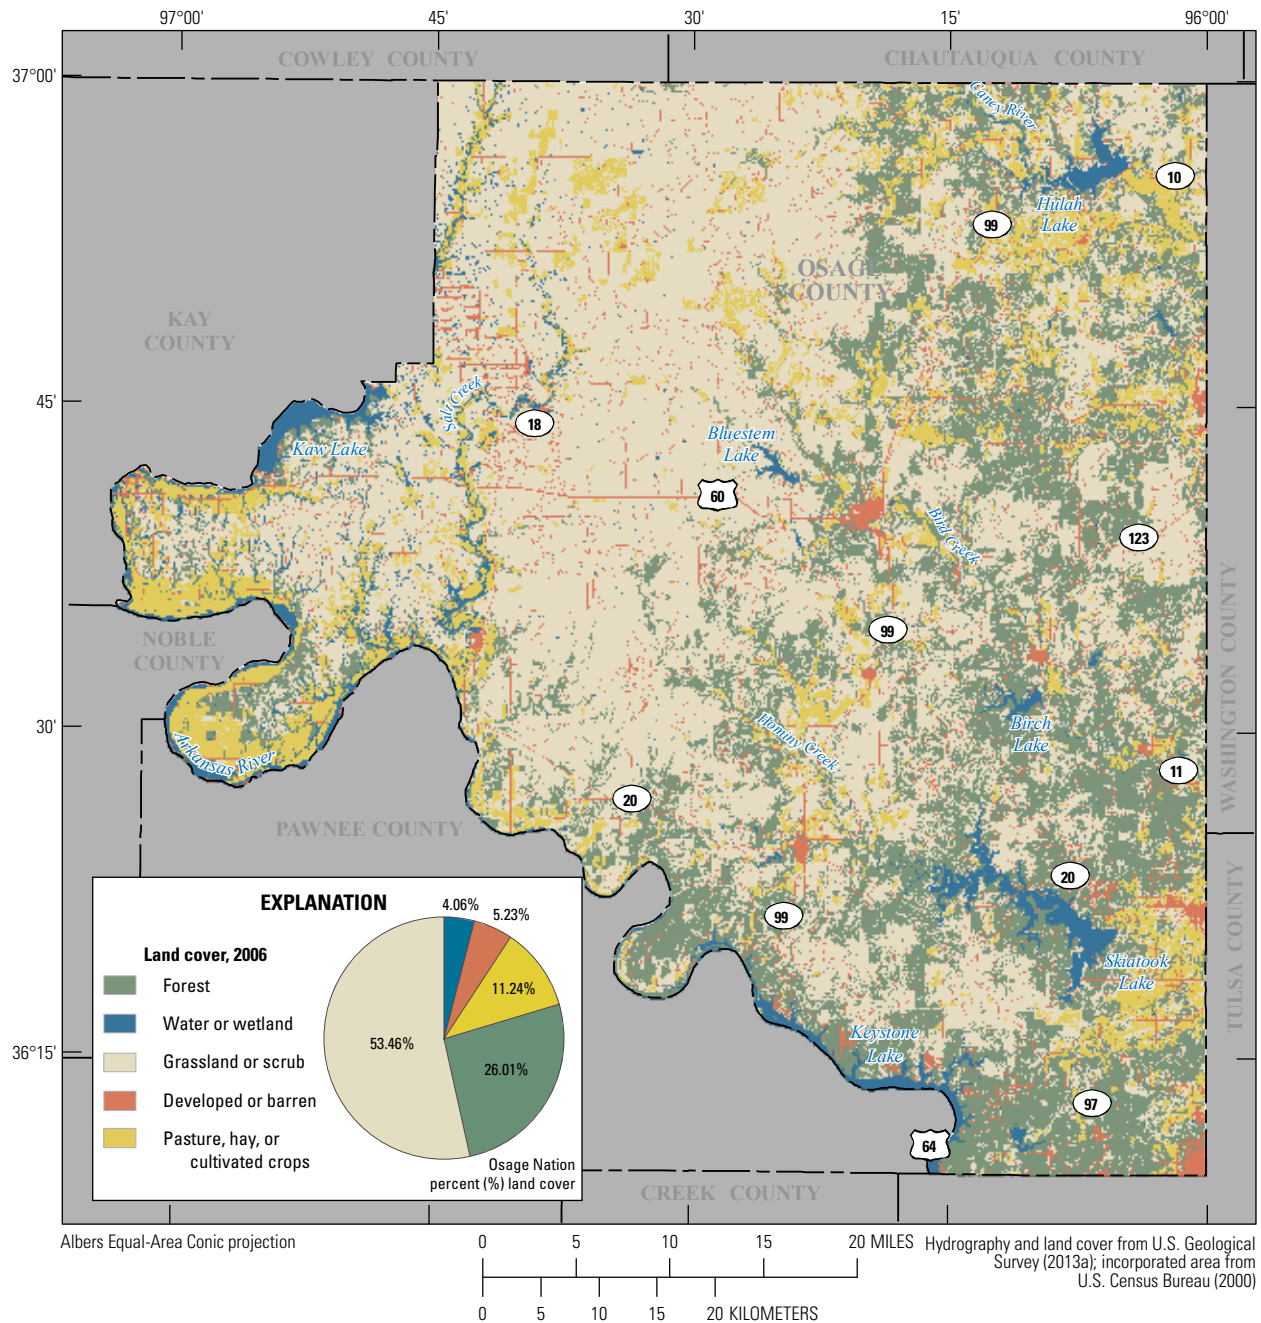 97°00'
45'
30'
15'
96°00'
37°00'
COWLEY COUNTY
CHAUTAUQUA COUNTY
Caney River
10
Hulah
Lake
99
OSAGE
COUNTY
KAY
COUNTY
45'
Salt Creek
18
Bluestem
Lake
Kaw Lake
60
Bird Creek
123
WASHINGTON COUNTY
99
NOBLE
COUNTY
30'
Birch
Lake
Hominy Creek
Arkansas River
11
20
PAWNEE COUNTY
20
TULSA COUNTY
99
Skiatook
Lake
Keystone
Lake
36°15'
97
64
CREEK COUNTY
EXPLANATION
Land cover, 2006
Forest
Water or wetland
Grassland or scrub
Developed or barren
Pasture, hay, or
cultivated crops
4.06%
5.23%
11.24%
53.46%
26.01%
Osage Nation
percent (%) land cover
Albers Equal-Area Conic projection
0 5 10 15 20 MILES
0 5 10 15 20 KILOMETERS
Hydrography and land cover from U.S. Geological
Survey (2013a); incorporated area from
U.S. Census Bureau (2000)